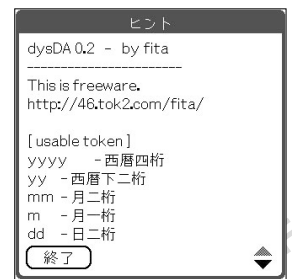 ヒント
dysDA 0.2 - by fita
----------------------
This is freeware.
http://46.tok2.com/fita/
[ usable token ]
yyyy - 西暦四桁
yy - 西暦下二桁
mm - 月二桁
m - 月一桁
dd - 日二桁
終了